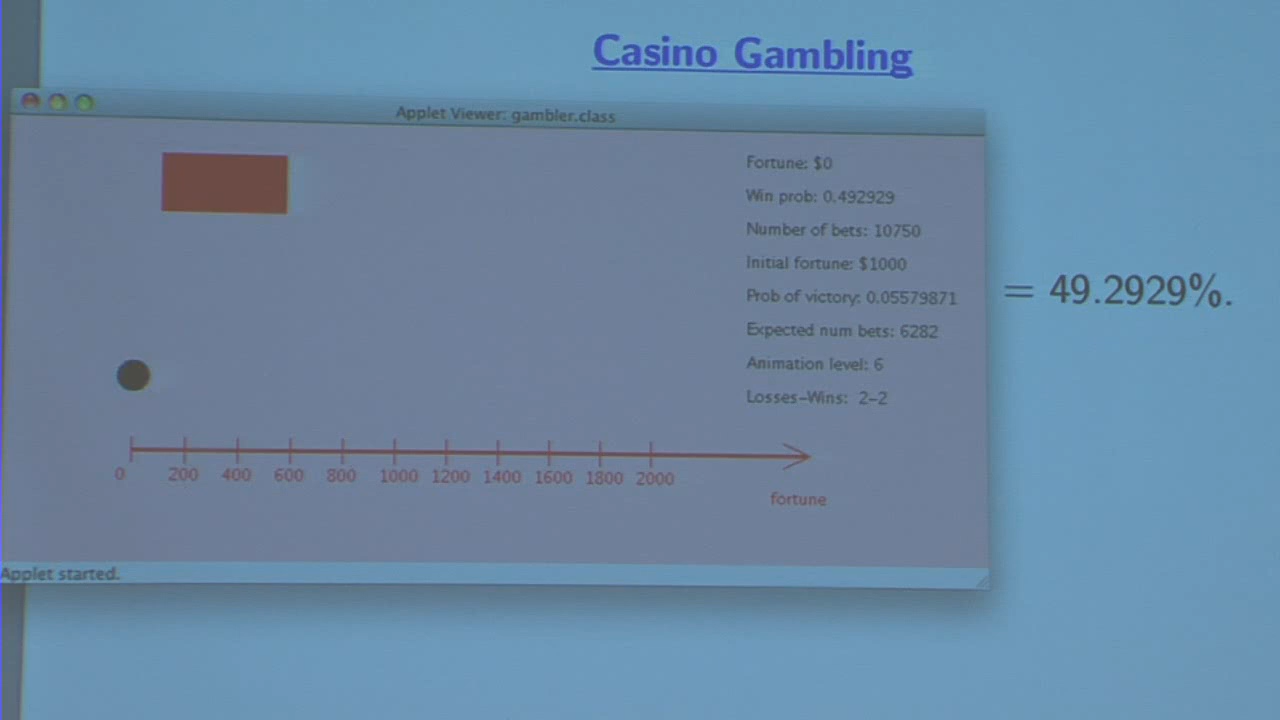 Casino Gambling
Applet Viewer: gambler.class
Fortune: $0
Win prob: 0.492929
Number of bets: 10750
Initial fortune: $1000
Prob of victory: 0.05579871
Expected num bets: 6282
Animation level: 6
Losses-Wins: 2-2
= 49.2929%.
0 200 400 600 800 1000 1200 1400 1600 1800 2000
fortune
Applet started.